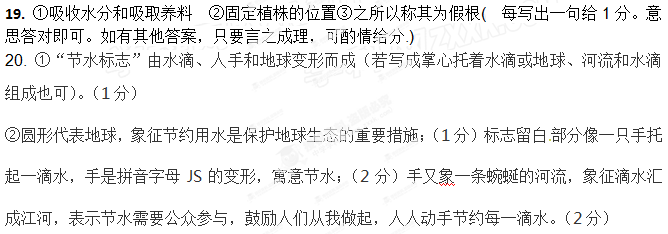 19. ①吸收水分和吸取养料 ②固定植株的位置③之所以称其为假根( 每写出一句给 1 分。意
思答对即可。如有其他答案，只要言之成理，可酌情给分.)
20. ①“节水标志”由水滴、人手和地球变形而成（若写成掌心托着水滴或地球、河流和水滴
组成也可）。（1 分）
②圆形代表地球，象征节约用水是保护地球生态的重要措施；（1 分）标志留白.部分像一只手托
起一滴水，手是拼音字母 JS 的变形，寓意节水；（2 分）手又象一条蜿蜒的河流，象征滴水汇
成江河，表示节水需要公众参与，鼓励人们从我做起，人人动手节约每一滴水。（2 分）